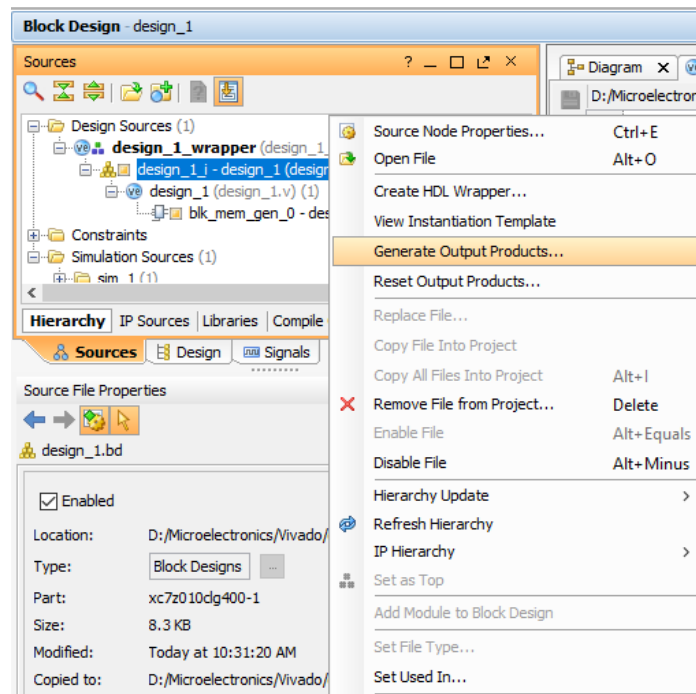 Block Design - design_1
Sources
? _ □ ×
Diagram ×
D:/Microelectron
Design Sources (1)
design_1_wrapper (design_1_
design_1_i - design_1 (design
design_1 (design_1.v) (1)
blk_mem_gen_0 - des
Constraints
Simulation Sources (1)
sim_1 (1)
Hierarchy IP Sources Libraries Compile
Sources Design Signals
Source File Properties
design_1.bd
Enabled
Location: D:/Microelectronics/Vivado/
Type: Block Designs ...
Part: xc7z010clg400-1
Size: 8.3 KB
Modified: Today at 10:31:20 AM
Copied to: D:/Microelectronics/Vivado/
Source Node Properties... Ctrl+E
Open File Alt+O
Create HDL Wrapper...
View Instantiation Template
Generate Output Products...
Reset Output Products...
Replace File...
Copy File Into Project
Copy All Files Into Project Alt+I
Remove File from Project... Delete
Enable File Alt+Equals
Disable File Alt+Minus
Hierarchy Update >
Refresh Hierarchy
IP Hierarchy >
Set as Top
Add Module to Block Design
Set File Type...
Set Used In...